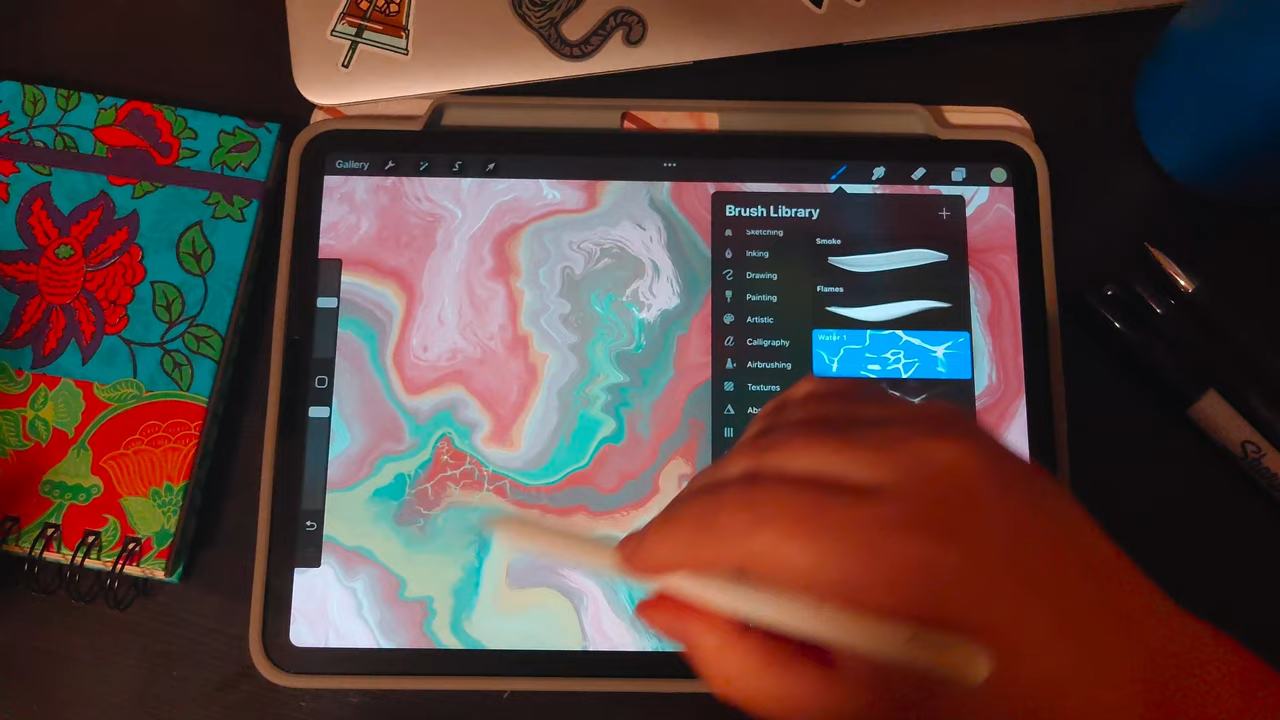 Gallery
Brush Library
Sketching
Inking
Drawing
Painting
Artistic
Calligraphy
Airbrushing
Textures
Smoke
Flames
Water 1